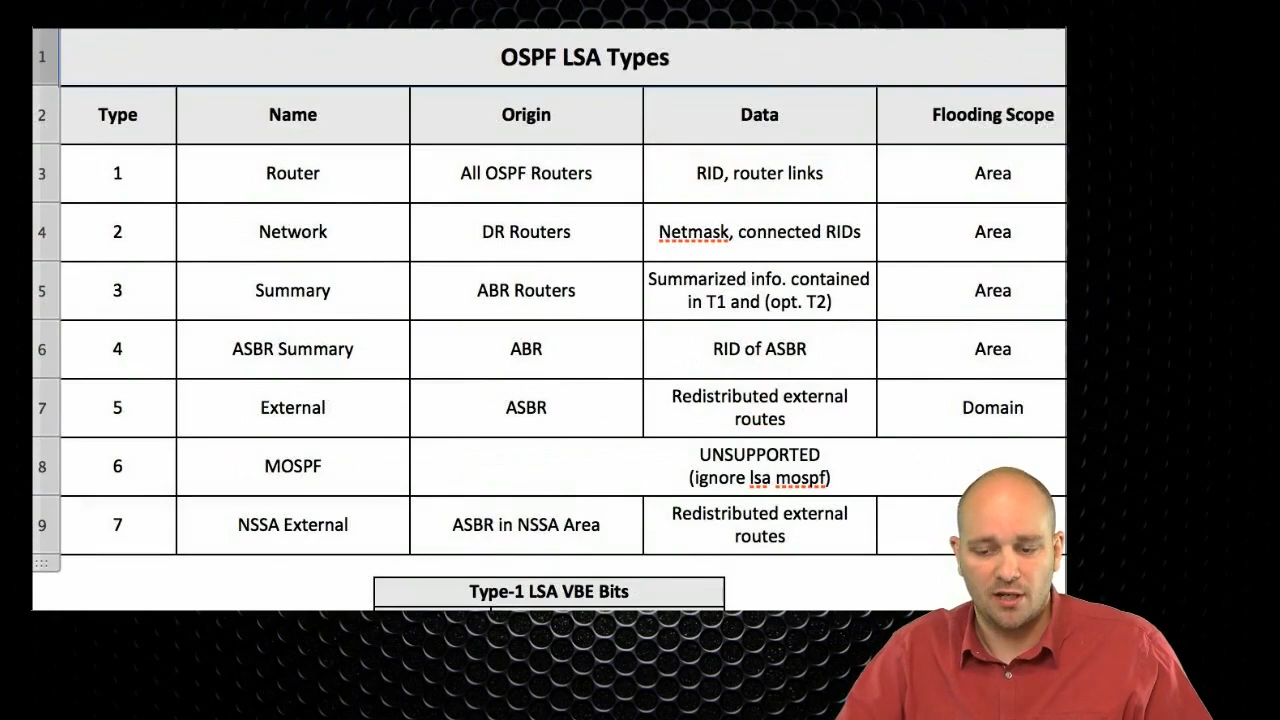 1
OSPF LSA Types
2
Type
Name
Origin
Data
Flooding Scope
3
1
Router
All OSPF Routers
RID, router links
Area
4
2
Network
DR Routers
Netmask, connected RIDs
Area
5
3
Summary
ABR Routers
Summarized info. contained
in T1 and (opt. T2)
Area
6
4
ASBR Summary
ABR
RID of ASBR
Area
7
5
External
ASBR
Redistributed external
routes
Domain
8
6
MOSPF
UNSUPPORTED
(ignore lsa mospf)
9
7
NSSA External
ASBR in NSSA Area
Redistributed external
routes
Type-1 LSA VBE Bits